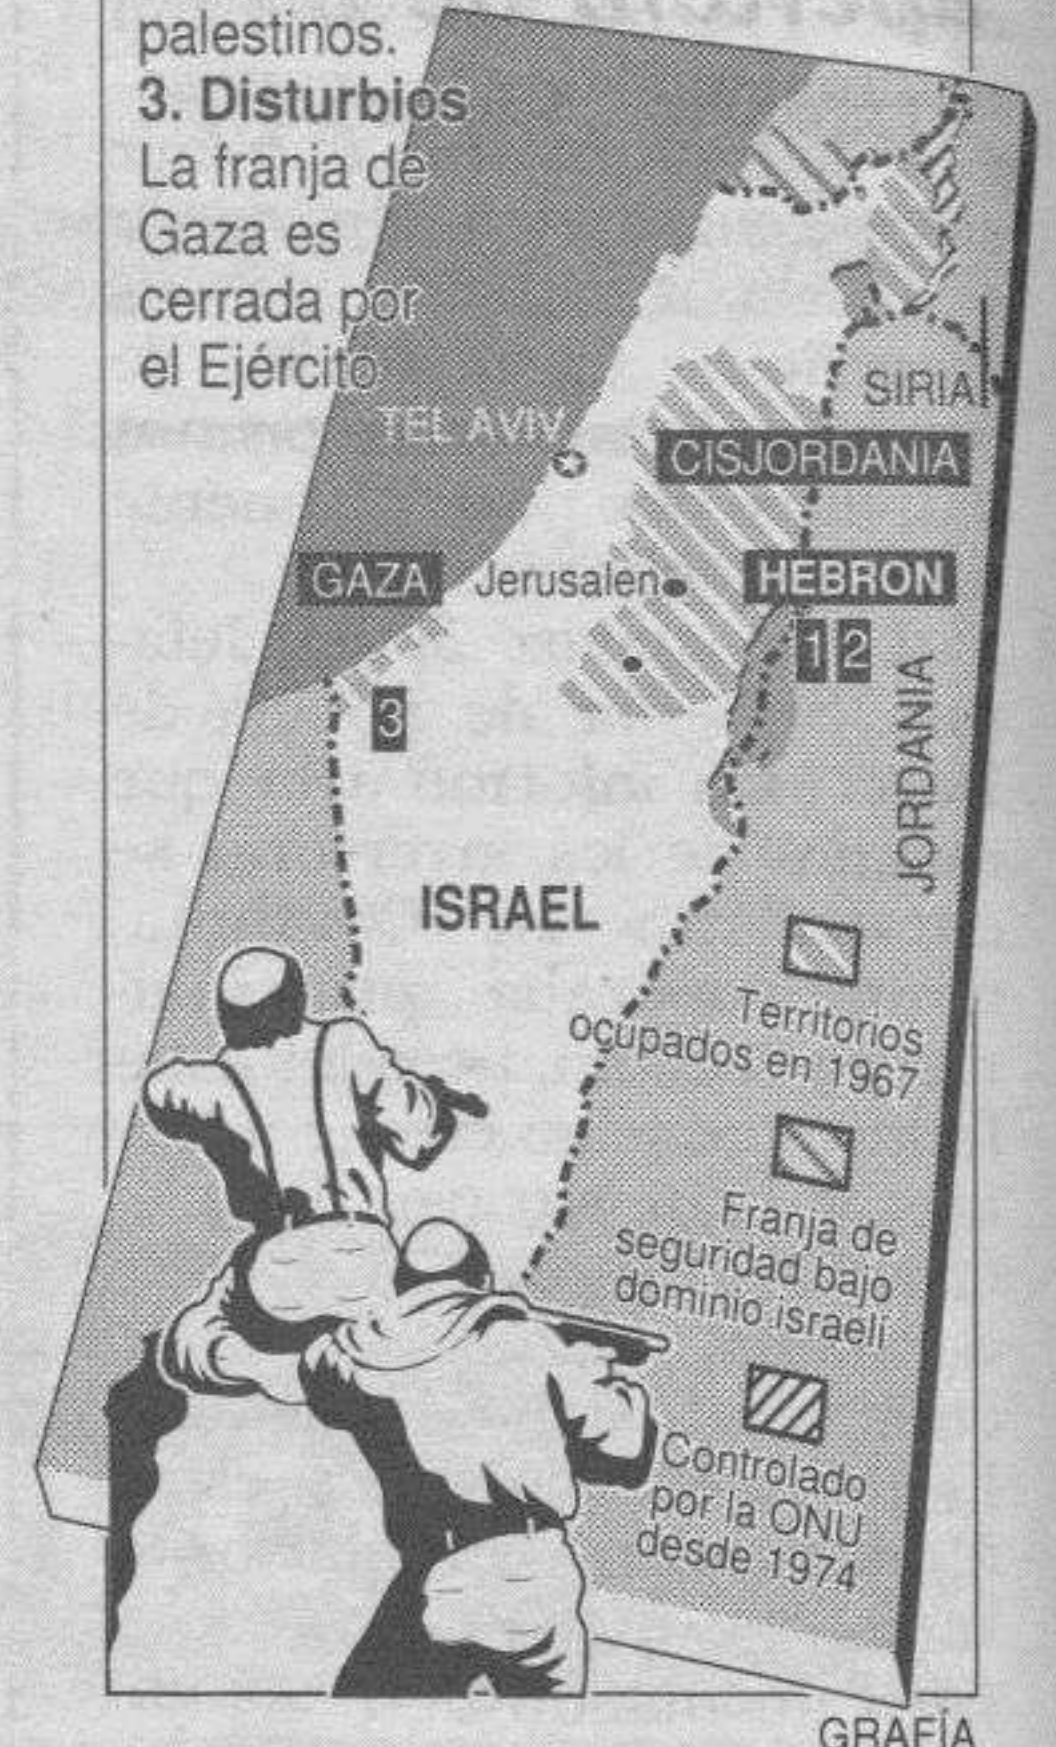 palestinos.
3. Disturbios
La franja de
Gaza es
cerrada por
el Ejército
SIRIA
TEL AVIV
CISJORDANIA
GAZA
Jerusalen
HEBRON
1 2
3
JORDANIA
ISRAEL
Territorios
ocupados en 1967
Franja de
seguridad bajo
dominio israelí
Controlado
por la ONU
desde 1974
GRAFÍA